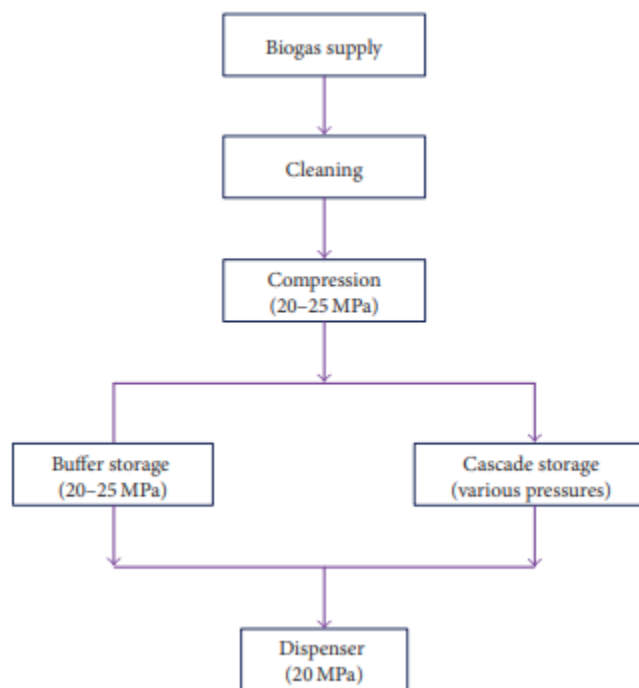 Biogas supply
Cleaning
Compression
(20–25 MPa)
Buffer storage
(20–25 MPa)
Cascade storage
(various pressures)
Dispenser
(20 MPa)